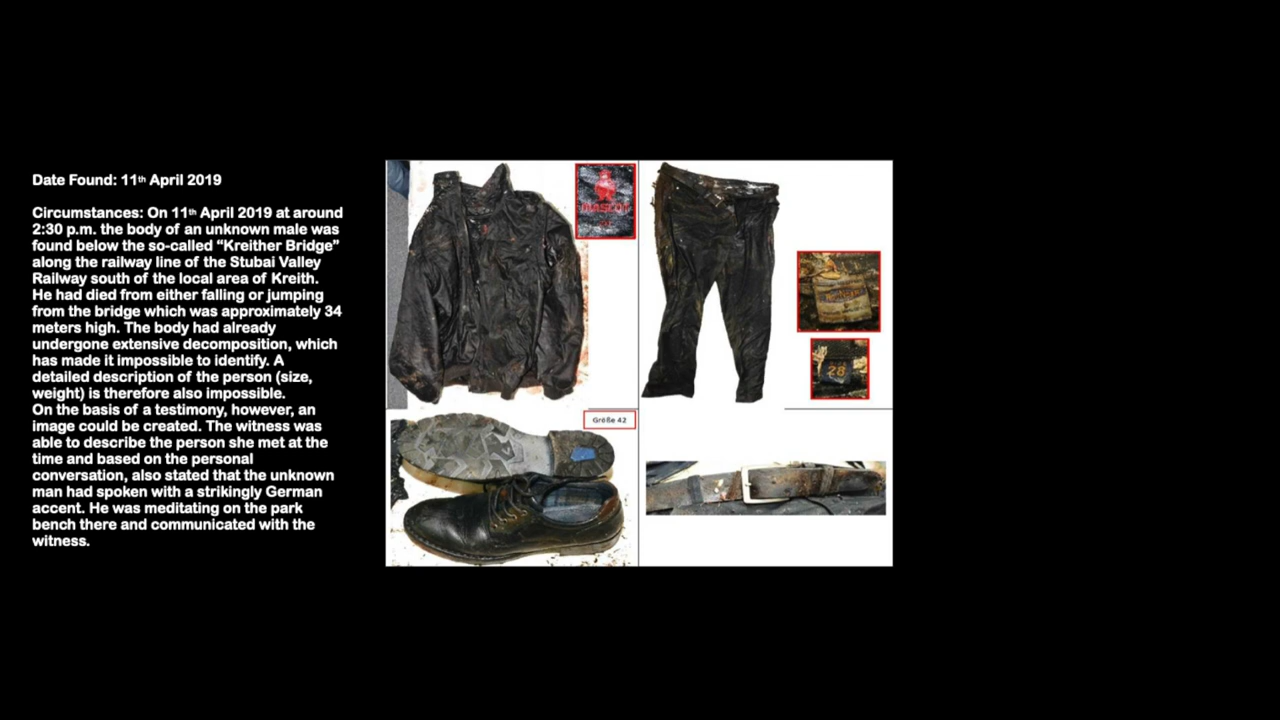 Date Found: 11th April 2019
Circumstances: On 11th April 2019 at around
2:30 p.m. the body of an unknown male was
found below the so-called “Kreither Bridge”
along the railway line of the Stubai Valley
Railway south of the local area of Kreith.
He had died from either falling or jumping
from the bridge which was approximately 34
meters high. The body had already
undergone extensive decomposition, which
has made it impossible to identify. A
detailed description of the person (size,
weight) is therefore also impossible.
On the basis of a testimony, however, an
image could be created. The witness was
able to describe the person she met at the
time and based on the personal
conversation, also stated that the unknown
man had spoken with a strikingly German
accent. He was meditating on the park
bench there and communicated with the
witness.
MASCOT
28
Größe 42